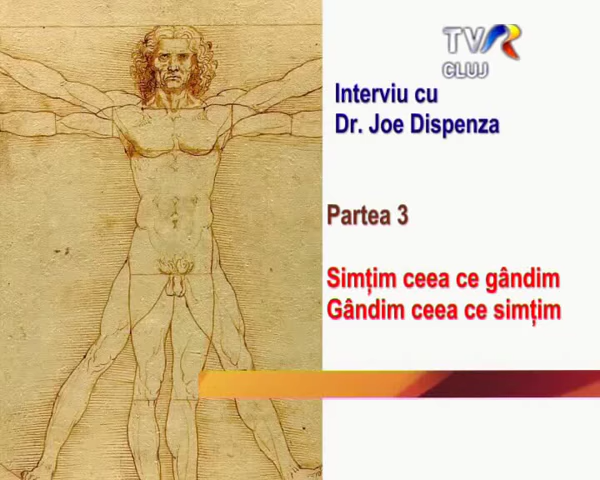 TVR
CLUJ
Interviu cu
Dr. Joe Dispenza
Partea 3
Simțim ceea ce gândim
Gândim ceea ce simțim